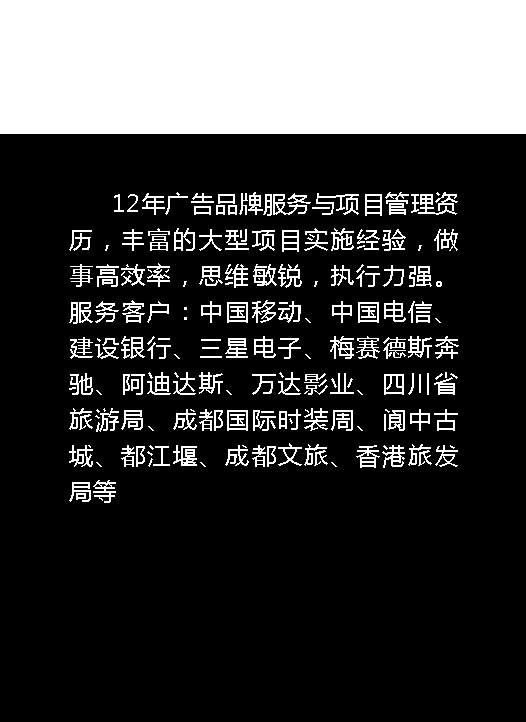 12年广告品牌服务与项目管理资
历，丰富的大型项目实施经验，做
事高效率，思维敏锐，执行力强。
服务客户：中国移动、中国电信、
建设银行、三星电子、梅赛德斯奔
驰、阿迪达斯、万达影业、四川省
旅游局、成都国际时装周、阆中古
城、都江堰、成都文旅、香港旅发
局等